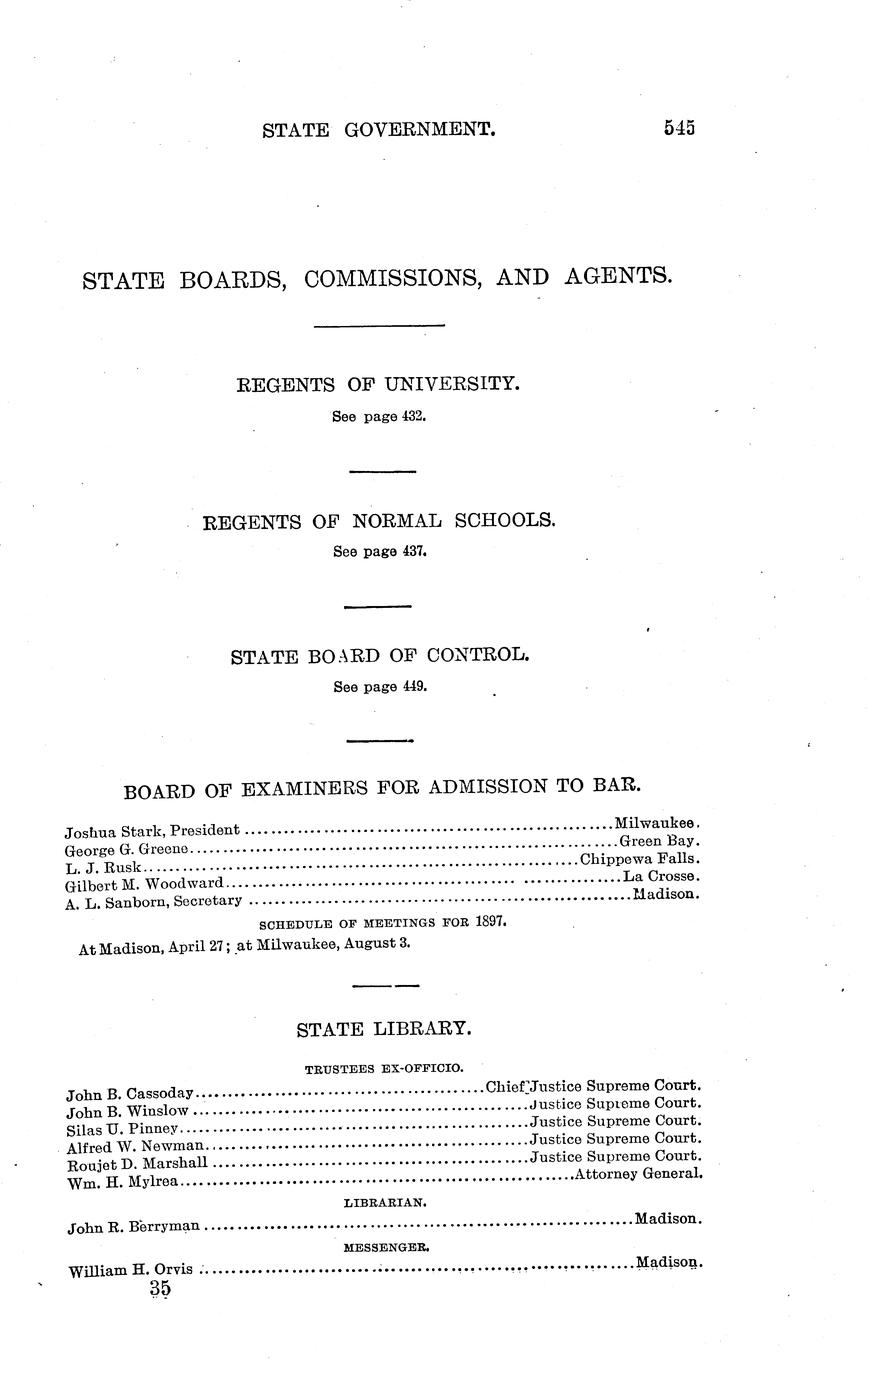 STATE GOVERNMENT. 545
STATE BOARDS, COMMISSIONS, AND AGENTS.
REGENTS OF UNIVERSITY.
See page 432.
REGENTS OF NORMAL SCHOOLS.
See page 437.
STATE BOARD OF CONTROL.
See page 449.
BOARD OF EXAMINERS FOR ADMISSION TO BAR.
Joshua Stark, President ........ Milwaukee.
George G. Greene ........ Green Bay.
L. J. Rusk ........ Chippewa Falls.
Gilbert M. Woodward ........ La Crosse.
A. L. Sanborn, Secretary ........ Madison.
SCHEDULE OF MEETINGS FOR 1897.
At Madison, April 27; at Milwaukee, August 3.
STATE LIBRARY.
TRUSTEES EX-OFFICIO.
John B. Cassoday ........ Chief Justice Supreme Court.
John B. Winslow ........ Justice Supreme Court.
Silas U. Pinney ........ Justice Supreme Court.
Alfred W. Newman ........ Justice Supreme Court.
Roujet D. Marshall ........ Justice Supreme Court.
Wm. H. Mylrea ........ Attorney General.
LIBRARIAN.
John R. Berryman ........ Madison.
MESSENGER.
William H. Orvis ........ Madison.
35